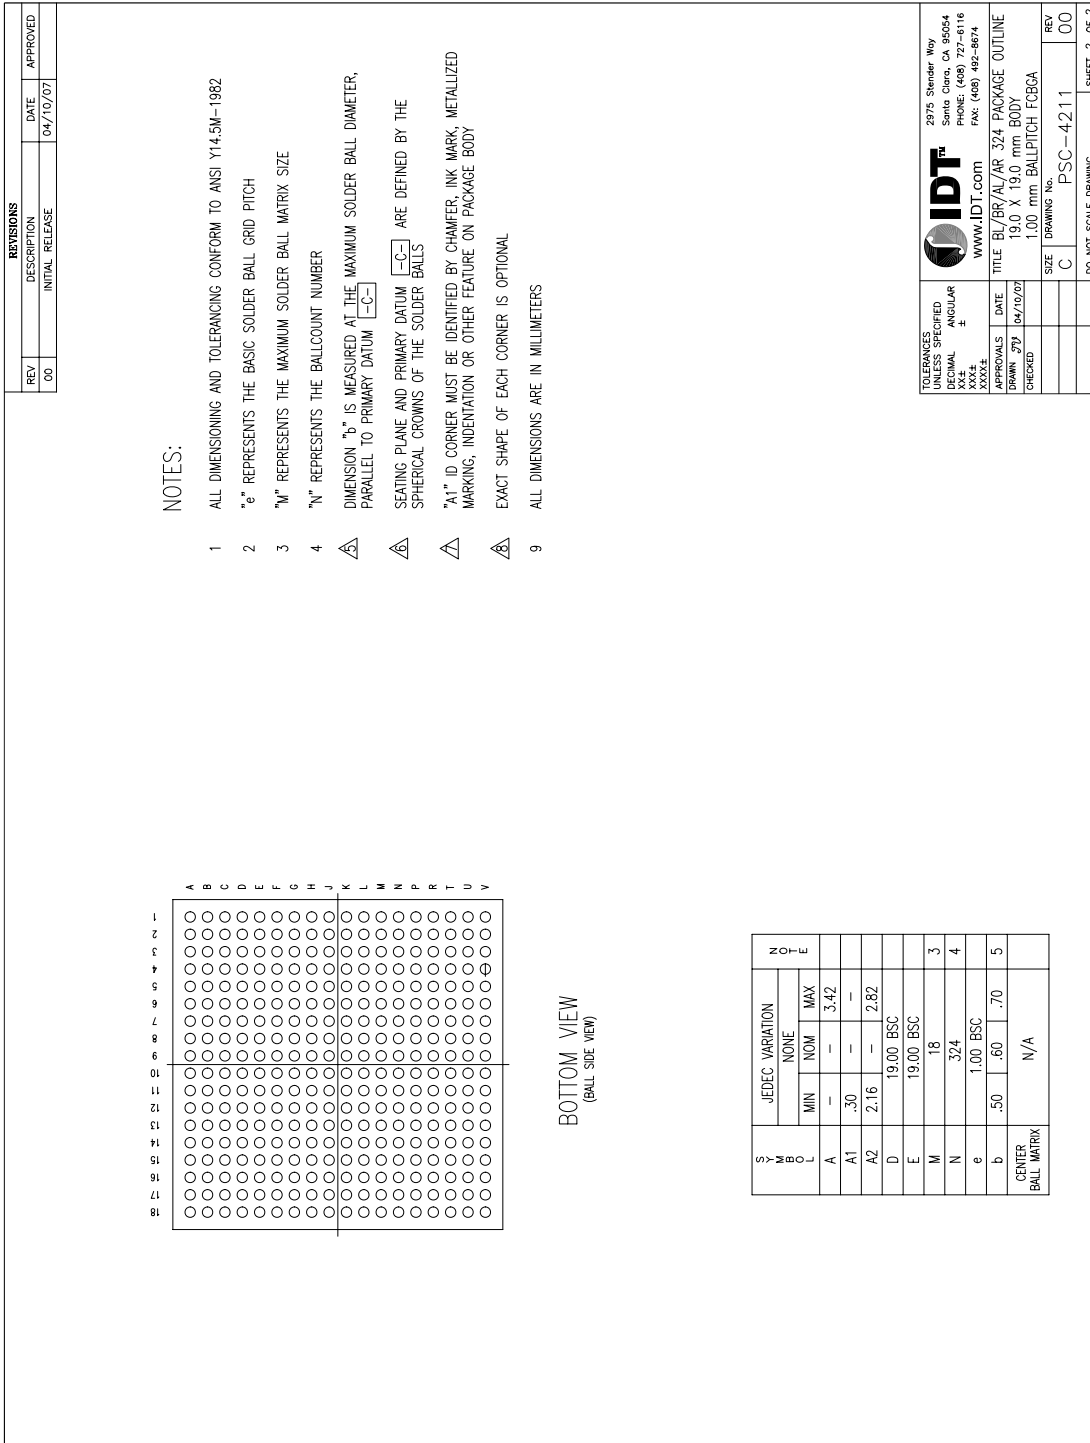 REVISIONS
REV DESCRIPTION DATE APPROVED
00 INITIAL RELEASE 04/10/07
NOTES:
1 ALL DIMENSIONING AND TOLERANCING CONFORM TO ANSI Y14.5M-1982
2 "e" REPRESENTS THE BASIC SOLDER BALL GRID PITCH
3 "M" REPRESENTS THE MAXIMUM SOLDER BALL MATRIX SIZE
4 "N" REPRESENTS THE BALLCOUNT NUMBER
5 DIMENSION "b" IS MEASURED AT THE MAXIMUM SOLDER BALL DIAMETER,
PARALLEL TO PRIMARY DATUM -C-
6 SEATING PLANE AND PRIMARY DATUM -C- ARE DEFINED BY THE
SPHERICAL CROWNS OF THE SOLDER BALLS
7 "A1" ID CORNER MUST BE IDENTIFIED BY CHAMFER, INK MARK, METALLIZED
MARKING, INDENTATION OR OTHER FEATURE ON PACKAGE BODY
8 EXACT SHAPE OF EACH CORNER IS OPTIONAL
9 ALL DIMENSIONS ARE IN MILLIMETERS
A B C D E F G H J K L M N P R T U V
18 17 16 15 14 13 12 11 10 9 8 7 6 5 4 3 2 1
BOTTOM VIEW
(BALL SIDE VIEW)
SYMBOL JEDEC VARIATION NOTE
NONE
MIN NOM MAX
A - - 3.42
A1 .30 - -
A2 2.16 - 2.82
D 19.00 BSC
E 19.00 BSC
M 18 3
N 324 4
e 1.00 BSC
b .50 .60 .70 5
CENTER
BALL MATRIX N/A
TOLERANCES
UNLESS SPECIFIED
DECIMAL ANGULAR
XX± ±
XXX±
XXXX±
APPROVALS DATE
DRAWN 04/10/07
CHECKED
IDT™
www.IDT.com
2975 Stender Way
Santa Clara, CA 95054
PHONE: (408) 727-6116
FAX: (408) 492-8674
TITLE BL/BR/AL/AR 324 PACKAGE OUTLINE
19.0 X 19.0 mm BODY
1.00 mm BALLPITCH FCBGA
SIZE DRAWING No. REV
C PSC-4211 00
DO NOT SCALE DRAWING SHEET 2 OF 2